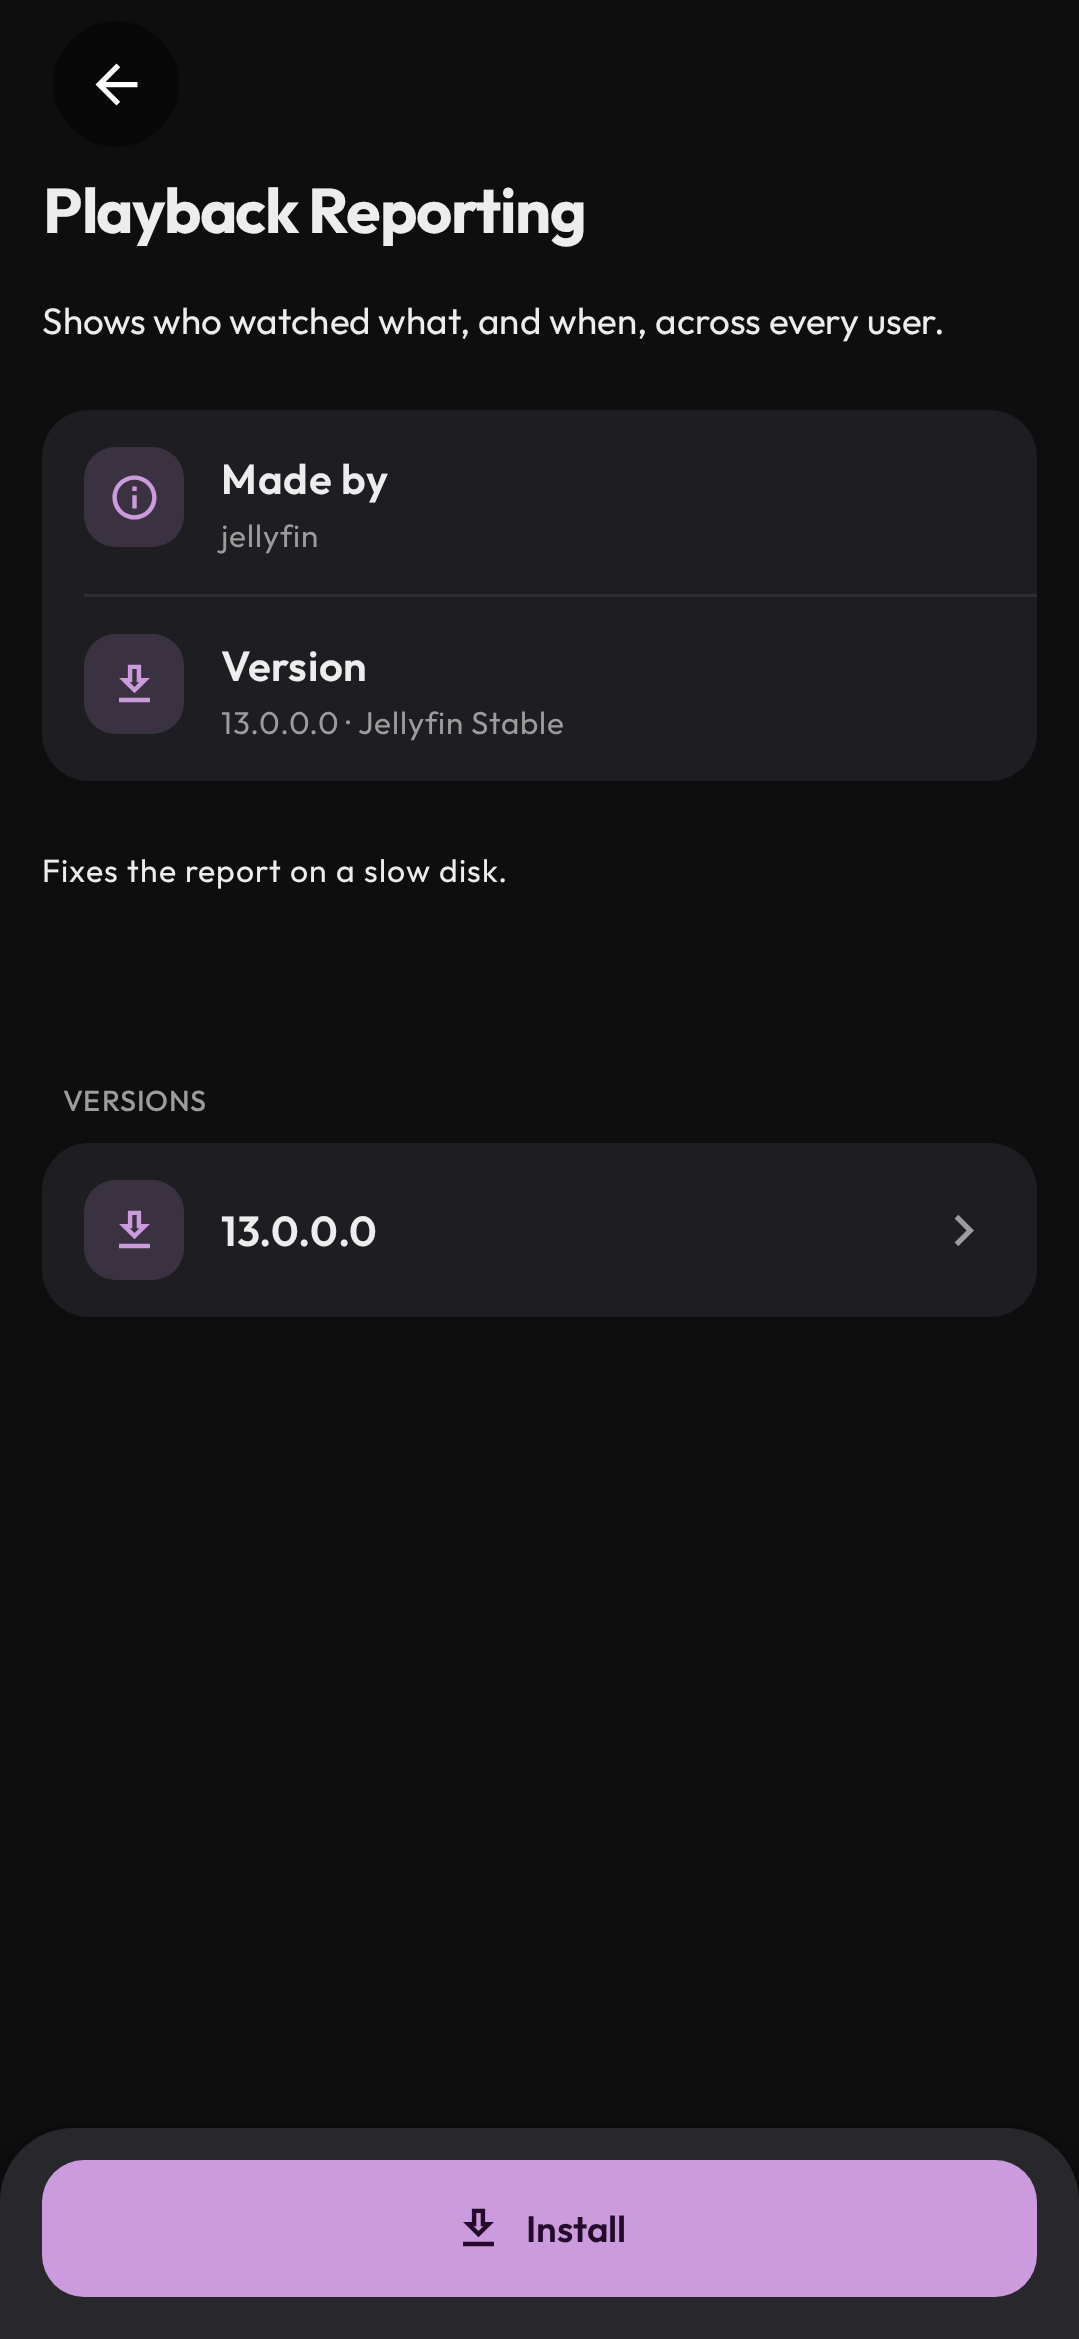 Playback Reporting
Shows who watched what, and when, across every user.
Made by
jellyfin
Version
13.0.0.0 · Jellyfin Stable
Fixes the report on a slow disk.
VERSIONS
13.0.0.0
Install